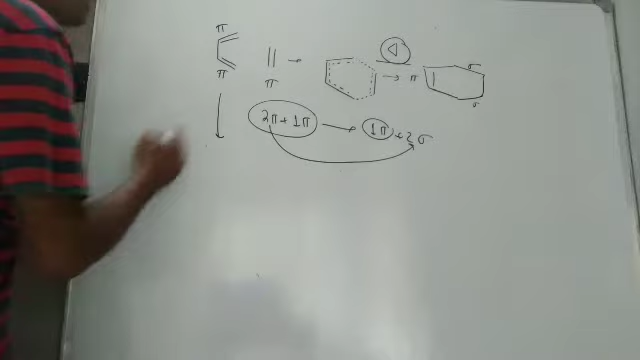 π
π π → Δ → π σ
σ
2π + 1π → 1π + 2σ